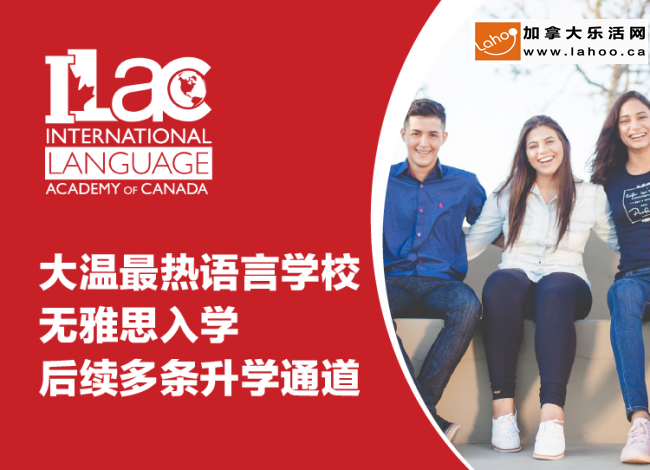 ILac
INTERNATIONAL
LANGUAGE
ACADEMY OF CANADA
Lahoo
加拿大乐活网
www.lahoo.ca
大温最热语言学校
无雅思入学
后续多条升学通道